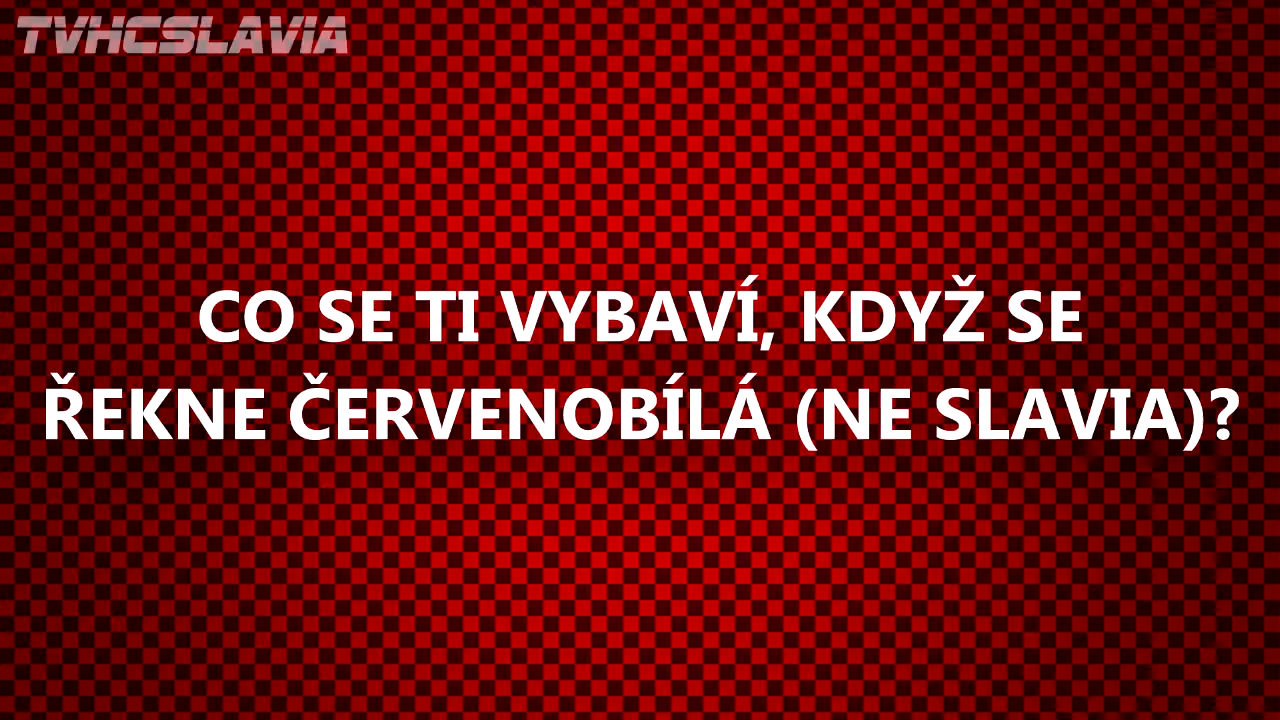 TVHCSLAVIA
CO SE TI VYBAVÍ, KDYŽ SE
ŘEKNE ČERVENOBÍLÁ (NE SLAVIA)?